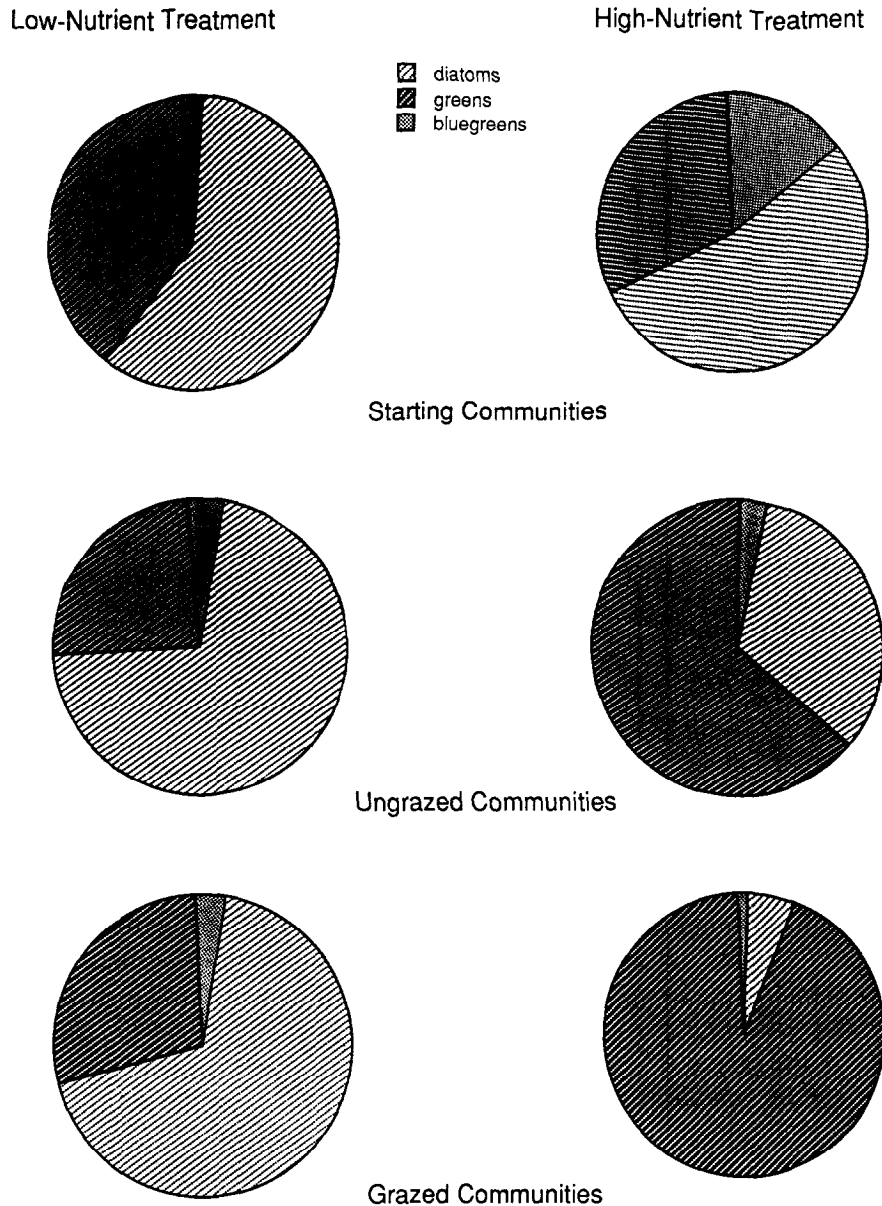 Low-Nutrient Treatment
High-Nutrient Treatment
diatoms
greens
bluegreens
Starting Communities
Ungrazed Communities
Grazed Communities